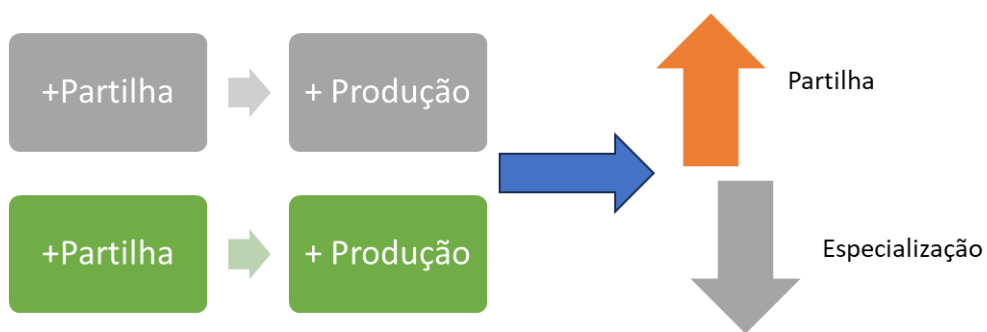 +Partilha
+ Produção
Partilha
+Partilha
+ Produção
Especialização